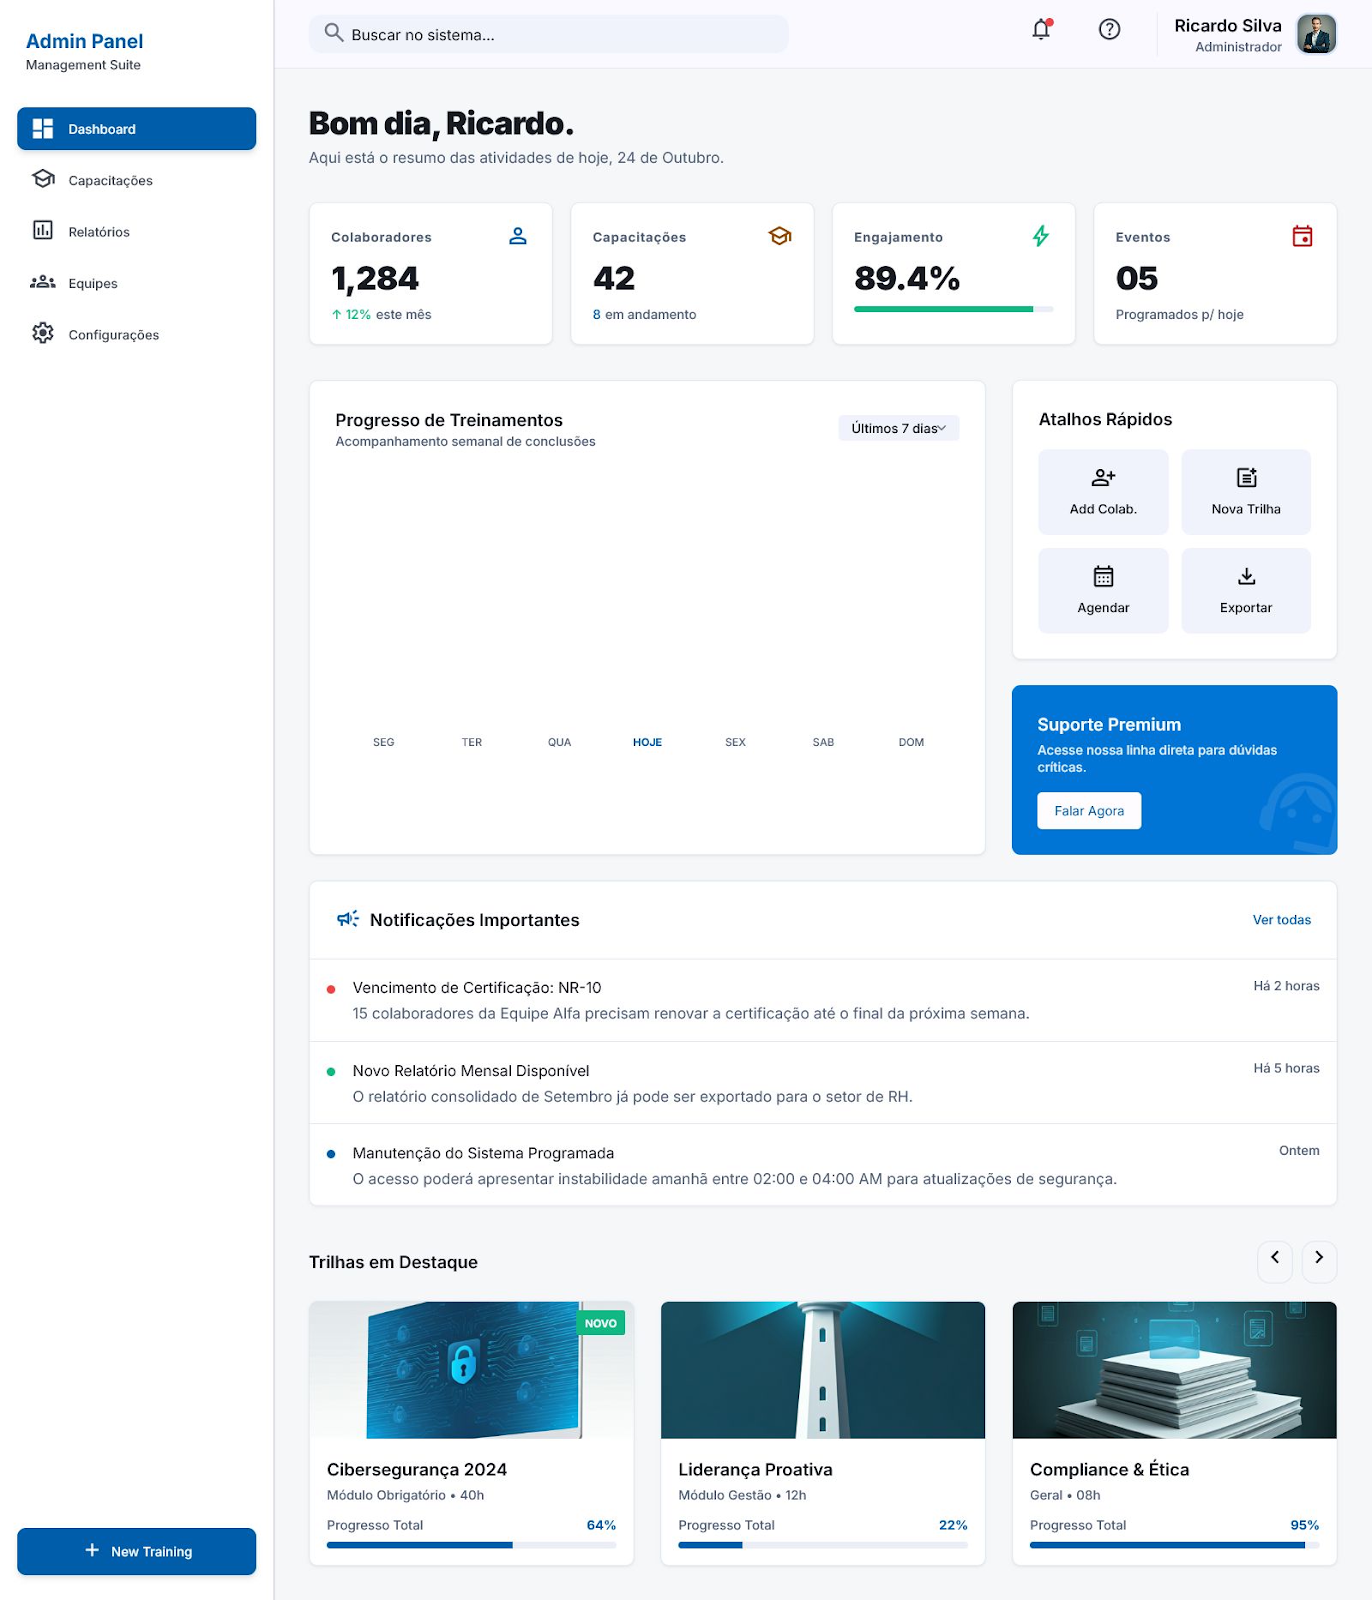 Admin Panel
Management Suite
Dashboard
Capacitações
Relatórios
Equipes
Configurações
New Training
Buscar no sistema...
Ricardo Silva
Administrador
Bom dia, Ricardo.
Aqui está o resumo das atividades de hoje, 24 de Outubro.
Colaboradores
1,284
↑ 12% este mês
Capacitações
42
8 em andamento
Engajamento
89.4%
Eventos
05
Programados p/ hoje
Progresso de Treinamentos
Acompanhamento semanal de conclusões
Últimos 7 dias
SEG TER QUA HOJE SEX SAB DOM
Atalhos Rápidos
Add Colab.
Nova Trilha
Agendar
Exportar
Suporte Premium
Acesse nossa linha direta para dúvidas
críticas.
Falar Agora
Notificações Importantes
Ver todas
Vencimento de Certificação: NR-10
Há 2 horas
15 colaboradores da Equipe Alfa precisam renovar a certificação até o final da próxima semana.
Novo Relatório Mensal Disponível
Há 5 horas
O relatório consolidado de Setembro já pode ser exportado para o setor de RH.
Manutenção do Sistema Programada
Ontem
O acesso poderá apresentar instabilidade amanhã entre 02:00 e 04:00 AM para atualizações de segurança.
Trilhas em Destaque
NOVO
Cibersegurança 2024
Módulo Obrigatório • 40h
Progresso Total 64%
Liderança Proativa
Módulo Gestão • 12h
Progresso Total 22%
Compliance & Ética
Geral • 08h
Progresso Total 95%